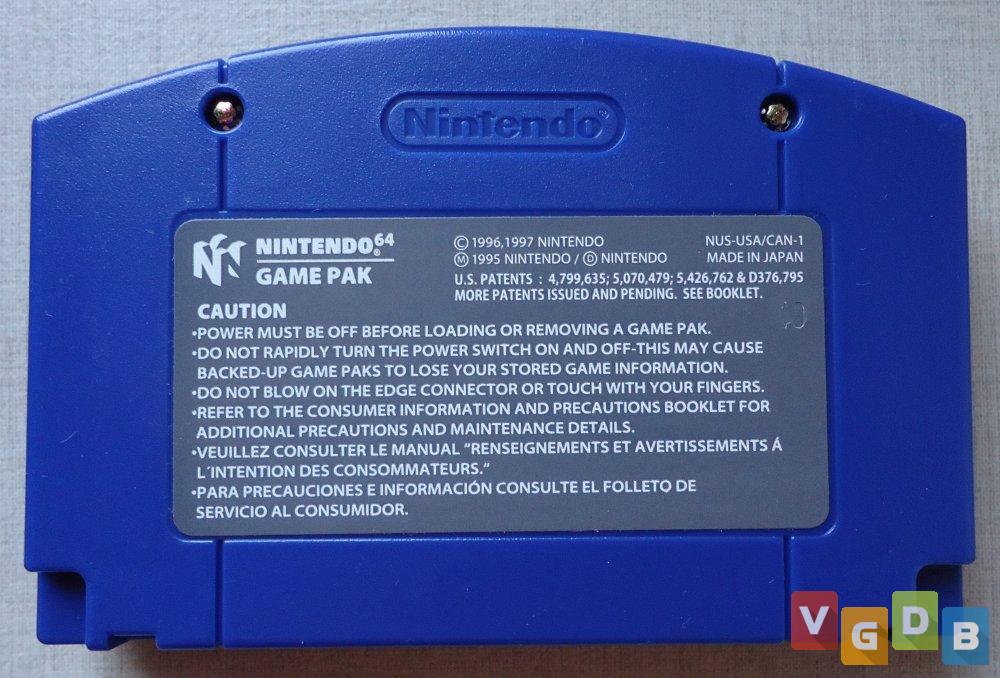 Nintendo®
NINTENDO 64®
GAME PAK
© 1996,1997 NINTENDO
Ⓜ 1995 NINTENDO / Ⓓ NINTENDO
NUS-USA/CAN-1
MADE IN JAPAN
U.S. PATENTS : 4,799,635; 5,070,479; 5,426,762 & D376,795
MORE PATENTS ISSUED AND PENDING. SEE BOOKLET.
CAUTION
•POWER MUST BE OFF BEFORE LOADING OR REMOVING A GAME PAK.
•DO NOT RAPIDLY TURN THE POWER SWITCH ON AND OFF-THIS MAY CAUSE
BACKED-UP GAME PAKS TO LOSE YOUR STORED GAME INFORMATION.
•DO NOT BLOW ON THE EDGE CONNECTOR OR TOUCH WITH YOUR FINGERS.
•REFER TO THE CONSUMER INFORMATION AND PRECAUTIONS BOOKLET FOR
ADDITIONAL PRECAUTIONS AND MAINTENANCE DETAILS.
•VEUILLEZ CONSULTER LE MANUAL "RENSEIGNEMENTS ET AVERTISSEMENTS Á
L´INTENTION DES CONSOMMATEURS."
•PARA PRECAUCIONES E INFORMACIÓN CONSULTE EL FOLLETO DE
SERVICIO AL CONSUMIDOR.
VGDB